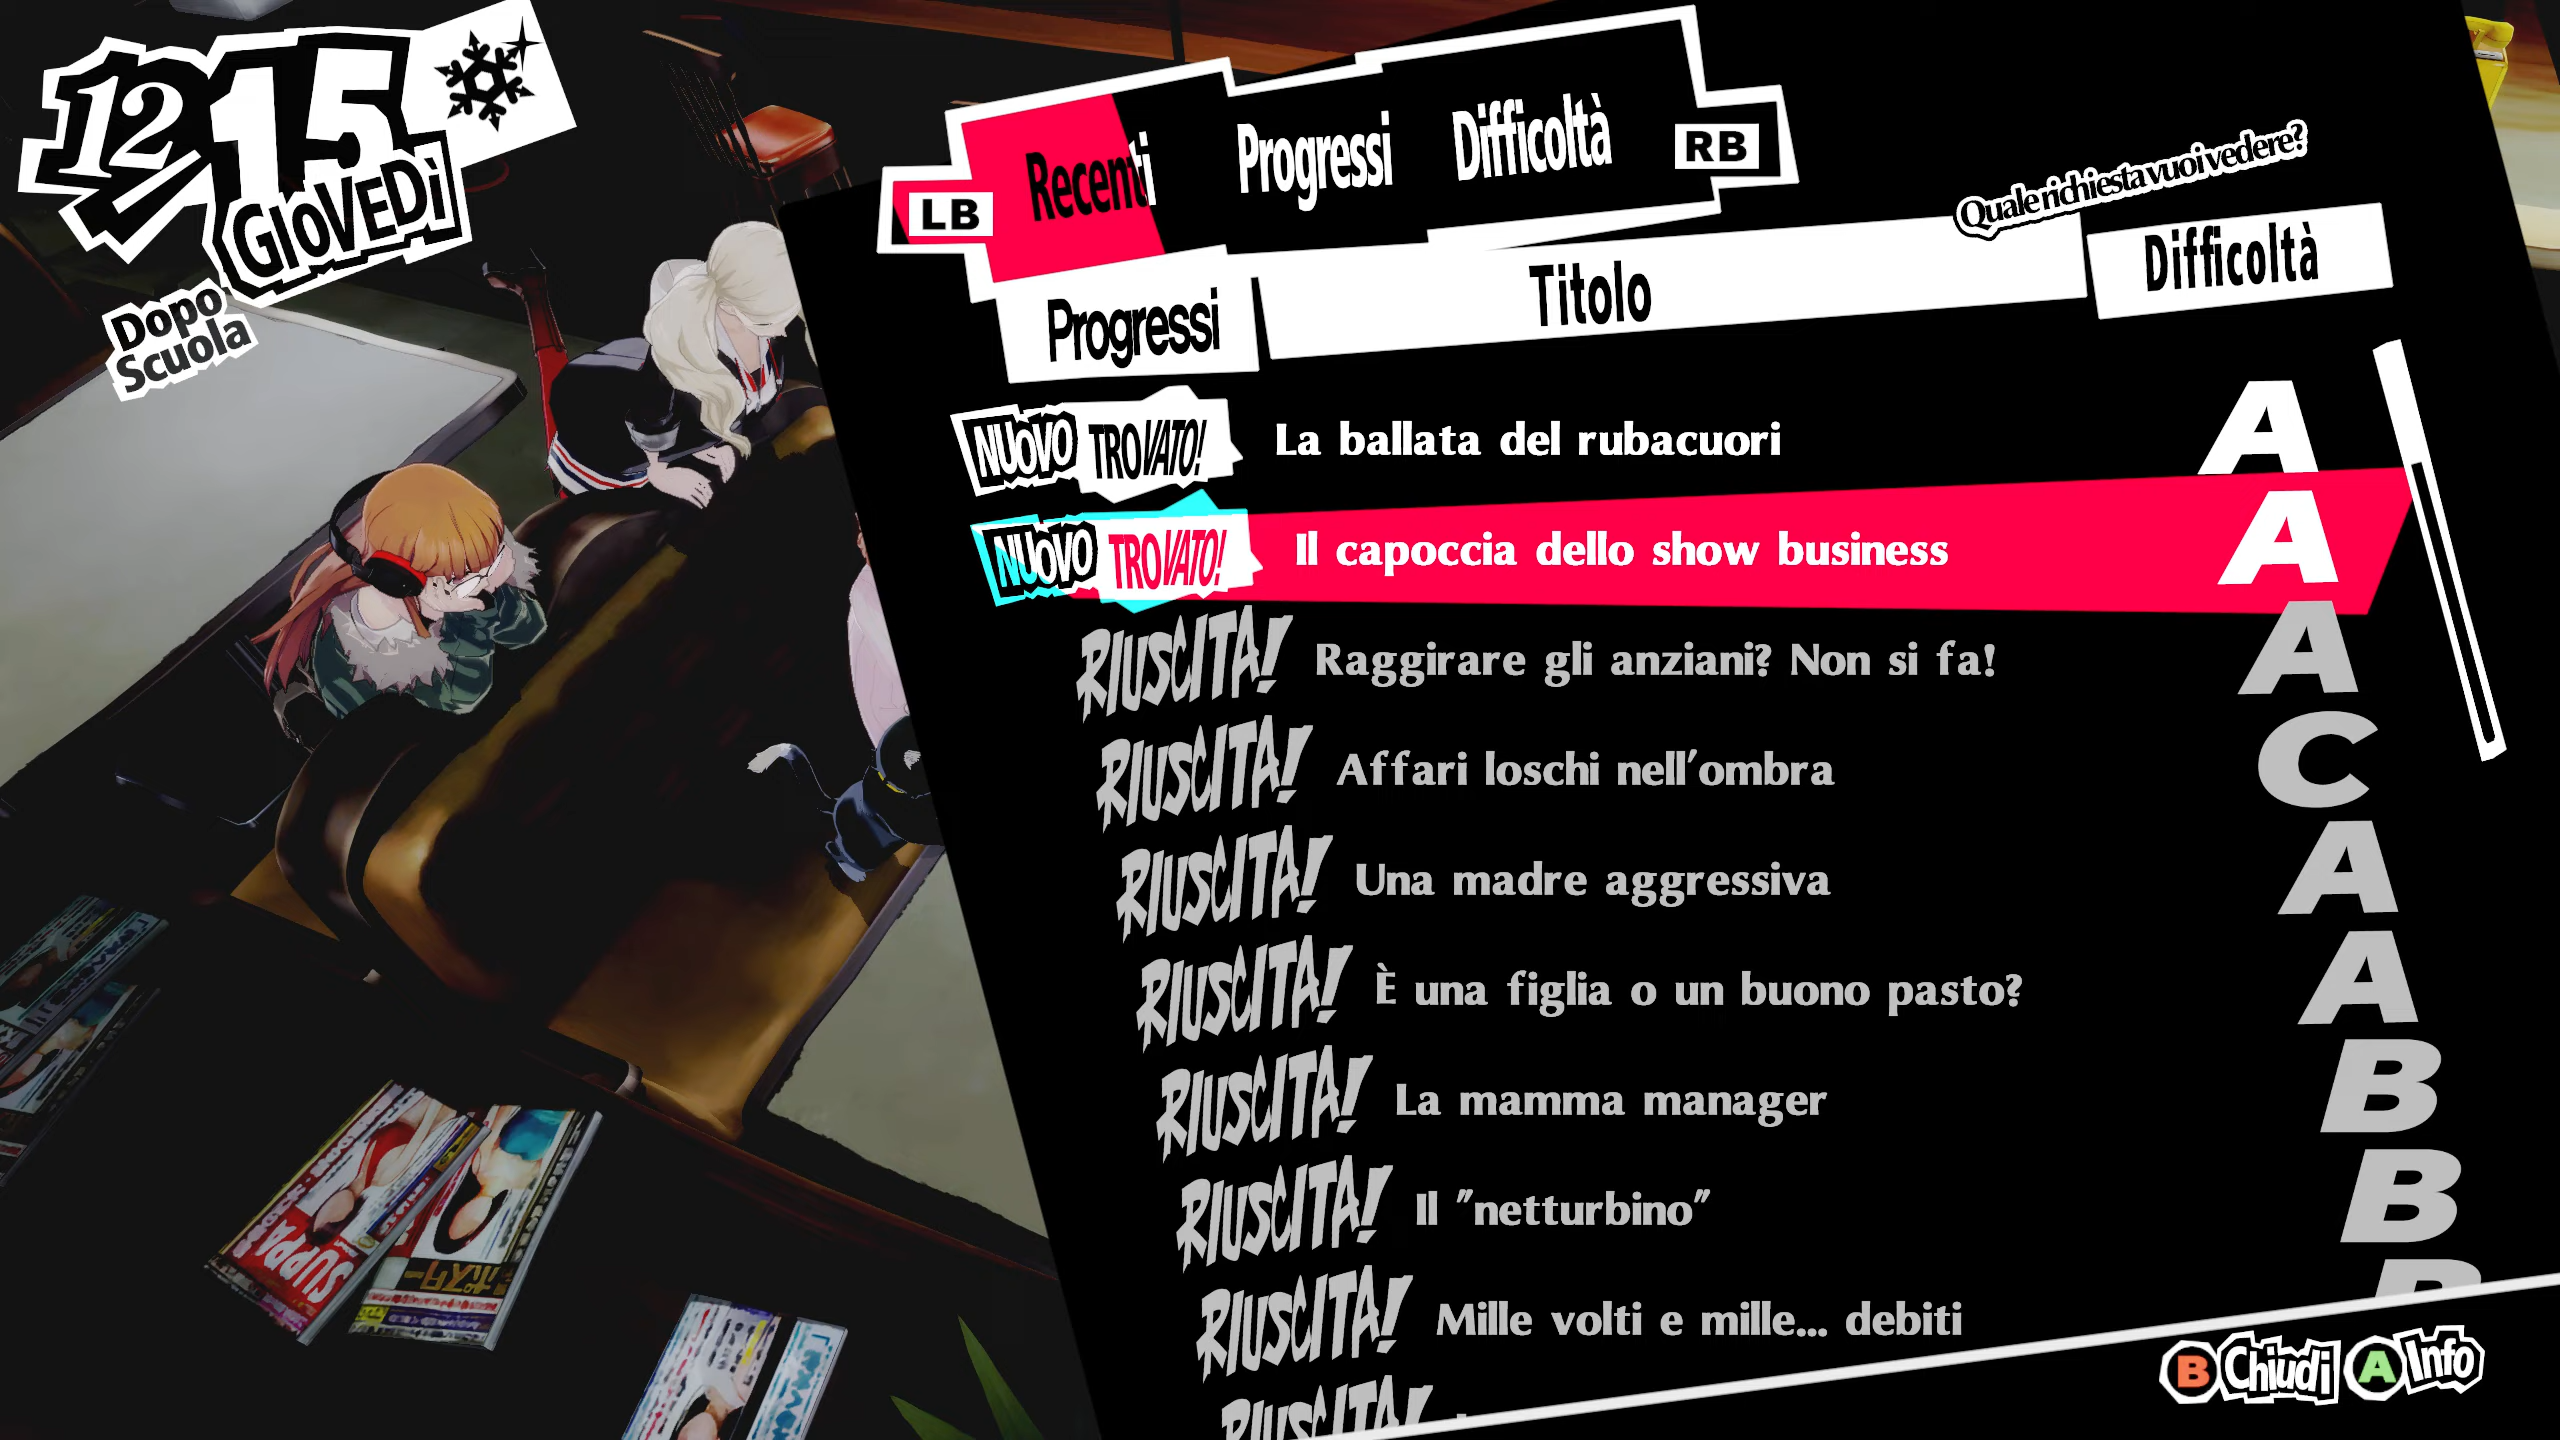 12/15
GIOVEDÌ
Dopo
Scuola
LB Recenti Progressi Difficoltà RB
Quale richiesta vuoi vedere?
Progressi Titolo Difficoltà
NUOVO TROVATO! La ballata del rubacuori A
NUOVO TROVATO! Il capoccia dello show business A
RIUSCITA! Raggirare gli anziani? Non si fa! A
RIUSCITA! Affari loschi nell'ombra C
RIUSCITA! Una madre aggressiva A
RIUSCITA! È una figlia o un buono pasto? A
RIUSCITA! La mamma manager B
RIUSCITA! Il "netturbino" B
RIUSCITA! Mille volti e mille... debiti
RIUSCITA!
SUPPA
B Chiudi A Info